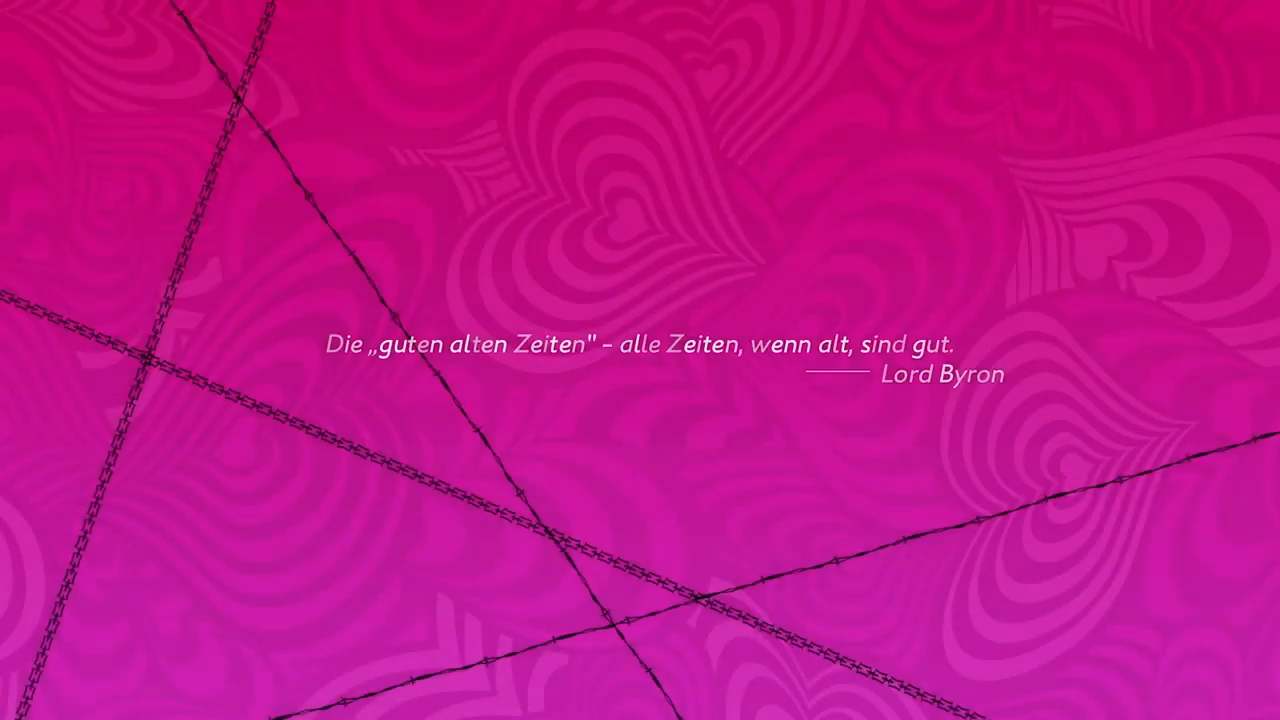 Die „guten alten Zeiten" – alle Zeiten, wenn alt, sind gut.
Lord Byron